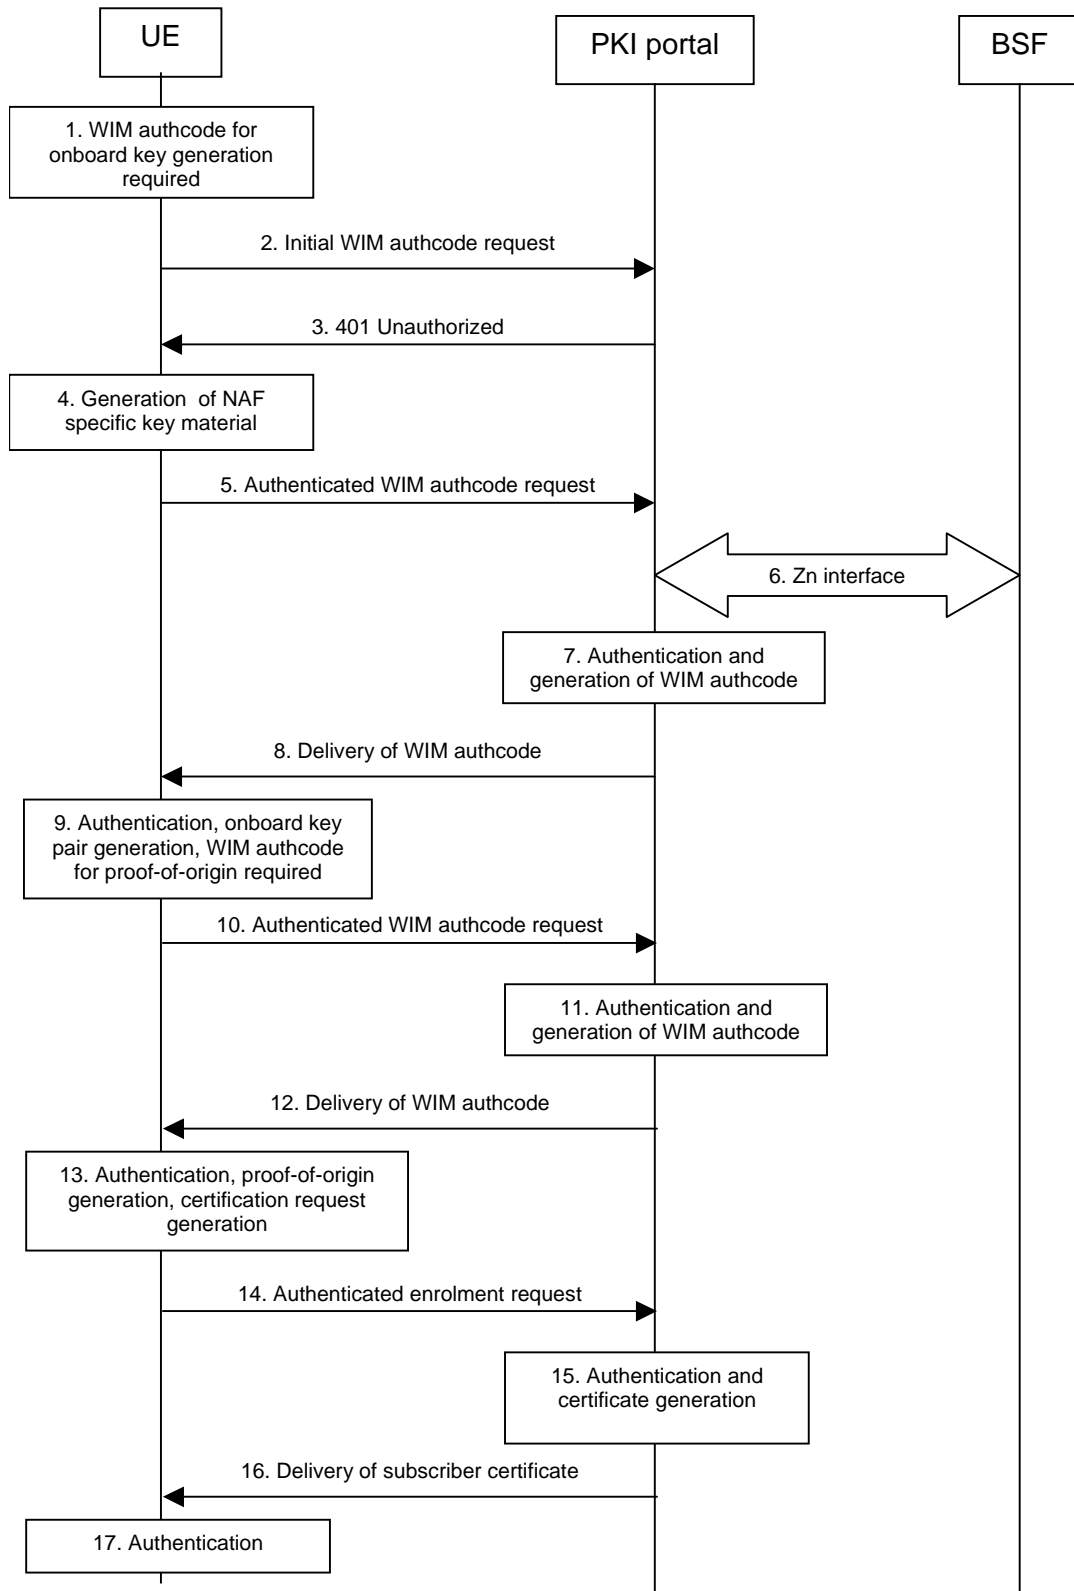 UE
PKI portal
BSF
1. WIM authcode for
onboard key generation
required
2. Initial WIM authcode request
3. 401 Unauthorized
4. Generation of NAF
specific key material
5. Authenticated WIM authcode request
6. Zn interface
7. Authentication and
generation of WIM authcode
8. Delivery of WIM authcode
9. Authentication, onboard key
pair generation, WIM authcode
for proof-of-origin required
10. Authenticated WIM authcode request
11. Authentication and
generation of WIM authcode
12. Delivery of WIM authcode
13. Authentication, proof-of-origin
generation, certification request
generation
14. Authenticated enrolment request
15. Authentication and
certificate generation
16. Delivery of subscriber certificate
17. Authentication